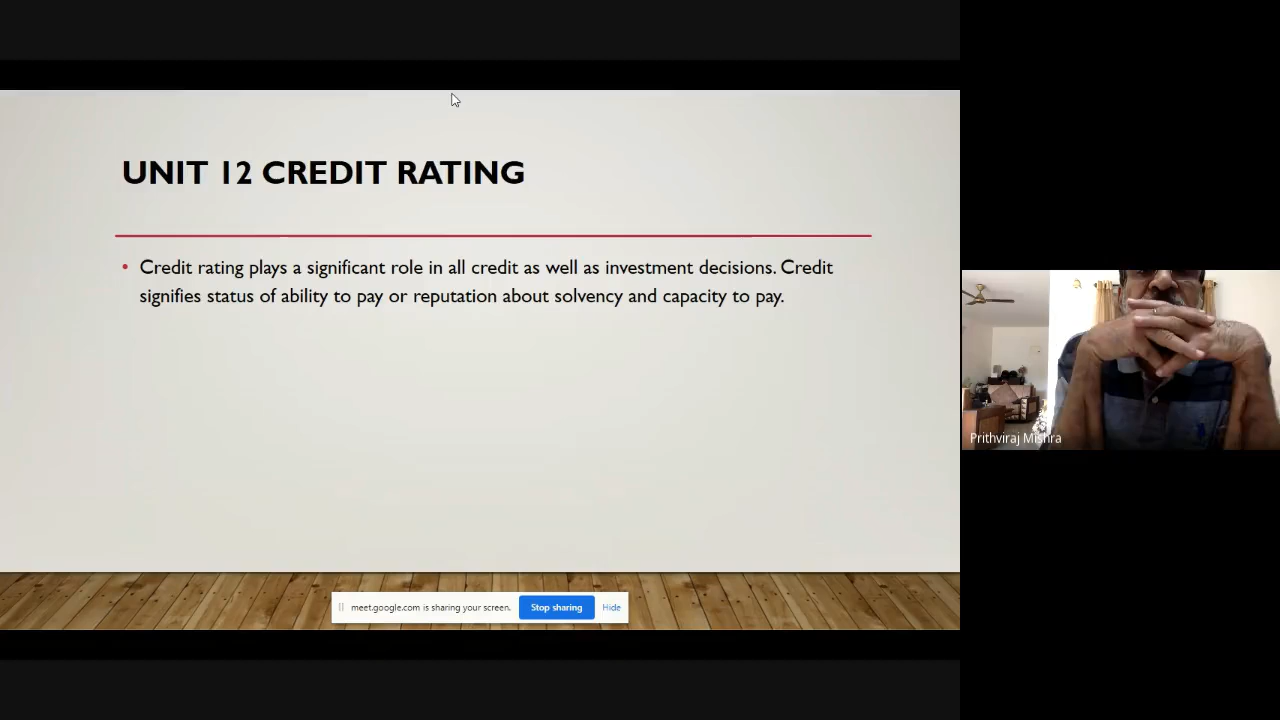 UNIT 12 CREDIT RATING
• Credit rating plays a significant role in all credit as well as investment decisions. Credit
signifies status of ability to pay or reputation about solvency and capacity to pay.
meet.google.com is sharing your screen. Stop sharing Hide
Prithviraj Mishra